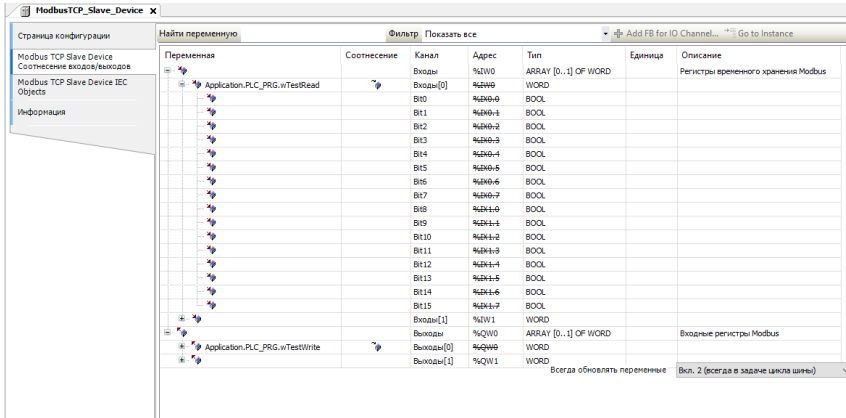 ModbusTCP_Slave_Device x
Страница конфигурации
Modbus TCP Slave Device
Соотнесение входов/выходов
Modbus TCP Slave Device IEC
Objects
Информация
Найти переменную Фильтр Показать все Add FB for IO Channel... Go to Instance
Переменная Соотнесение Канал Адрес Тип Единица Описание
Входы %IW0 ARRAY [0..1] OF WORD Регистры временного хранения Modbus
Application.PLC_PRG.wTestRead Входы[0] %IW0 WORD
Bit0 %IX0.0 BOOL
Bit1 %IX0.1 BOOL
Bit2 %IX0.2 BOOL
Bit3 %IX0.3 BOOL
Bit4 %IX0.4 BOOL
Bit5 %IX0.5 BOOL
Bit6 %IX0.6 BOOL
Bit7 %IX0.7 BOOL
Bit8 %IX1.0 BOOL
Bit9 %IX1.1 BOOL
Bit10 %IX1.2 BOOL
Bit11 %IX1.3 BOOL
Bit12 %IX1.4 BOOL
Bit13 %IX1.5 BOOL
Bit14 %IX1.6 BOOL
Bit15 %IX1.7 BOOL
Входы[1] %IW1 WORD
Выходы %QW0 ARRAY [0..1] OF WORD Входные регистры Modbus
Application.PLC_PRG.wTestWrite Выходы[0] %QW0 WORD
Выходы[1] %QW1 WORD
Всегда обновлять переменные Вкл. 2 (всегда в задаче цикла шины)